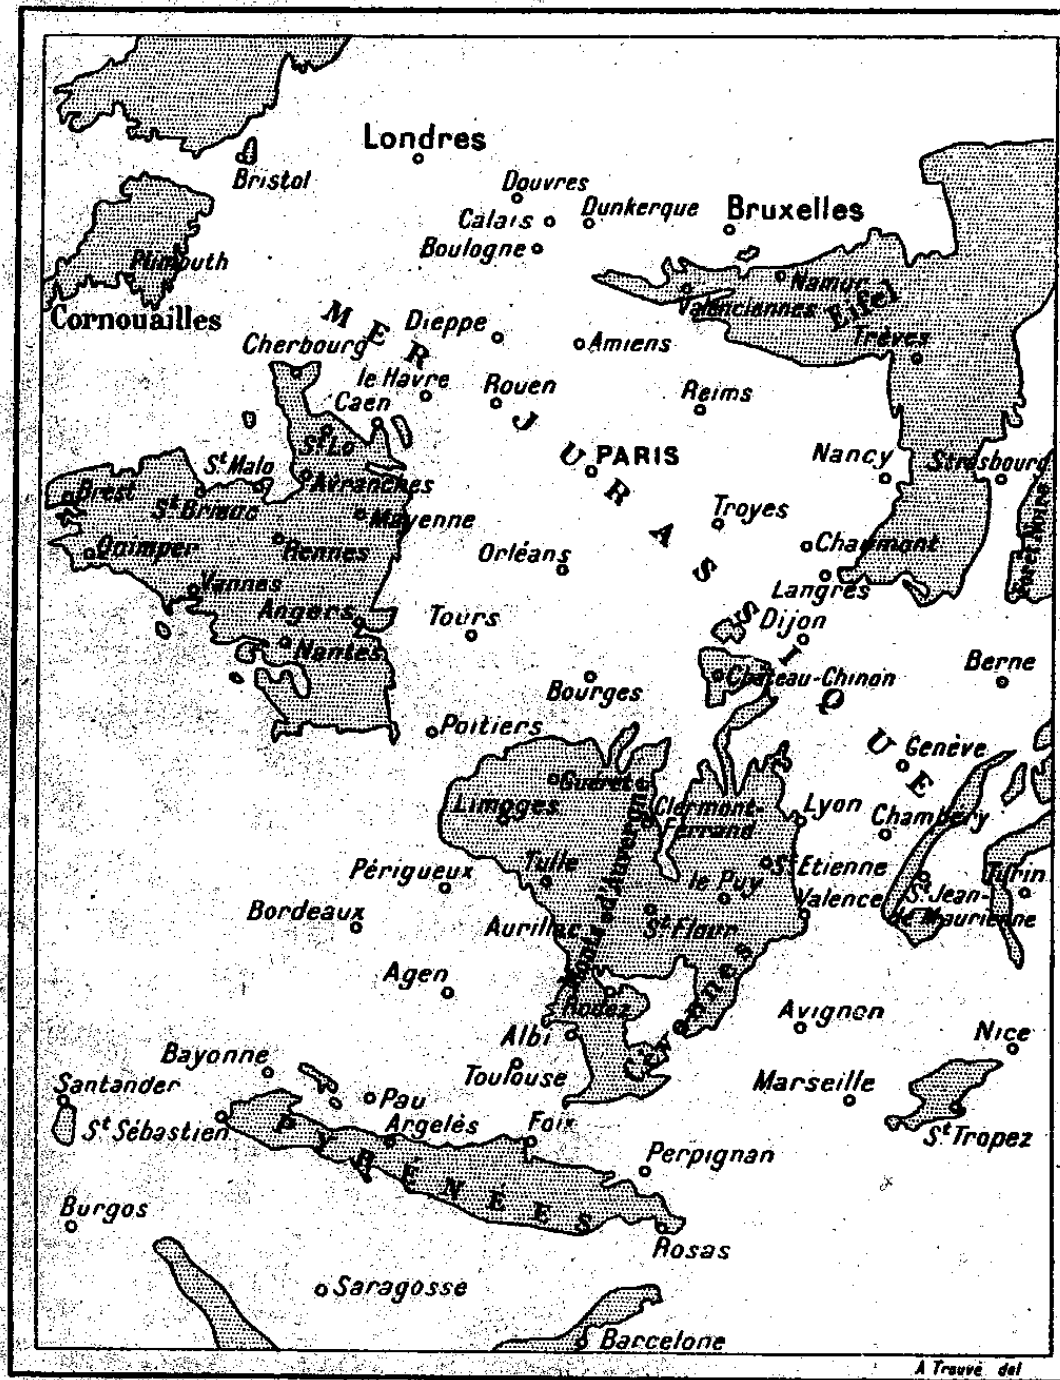 Londres
Bristol
Douvres
Calais
Dunkerque
Bruxelles
Boulogne
Plimouth
Namur
Valenciennes
Eifel
Cornouailles
MER JURASSIQUE
Dieppe
Cherbourg
Amiens
Trèves
le Havre
Rouen
Reims
Caen
St Lo
PARIS
Nancy
Strasbourg
St Malo
Avranches
Brest
St Brieuc
Mayenne
Troyes
Quimper
Rennes
Orléans
Chaumont
Vannes
Langres
Angers
Tours
Dijon
Nantes
Berne
Château-Chinon
Bourges
Poitiers
Genève
Guéret
Limoges
Clermont-
Ferrand
Lyon
Chambéry
Monts d'Auvergne
Périgueux
Tulle
St Etienne
le Puy
Turin
Valence
St Jean-
de Maurienne
Bordeaux
Aurillac
St Flour
Cévennes
Agen
Rodez
Albi
Avignon
Nice
Bayonne
Toulouse
Marseille
Santander
Pau
St Sébastien
Argelés
Foix
St Tropez
PYRÉNÉES
Perpignan
Burgos
Rosas
Saragosse
Barcelone
A Trouvé del